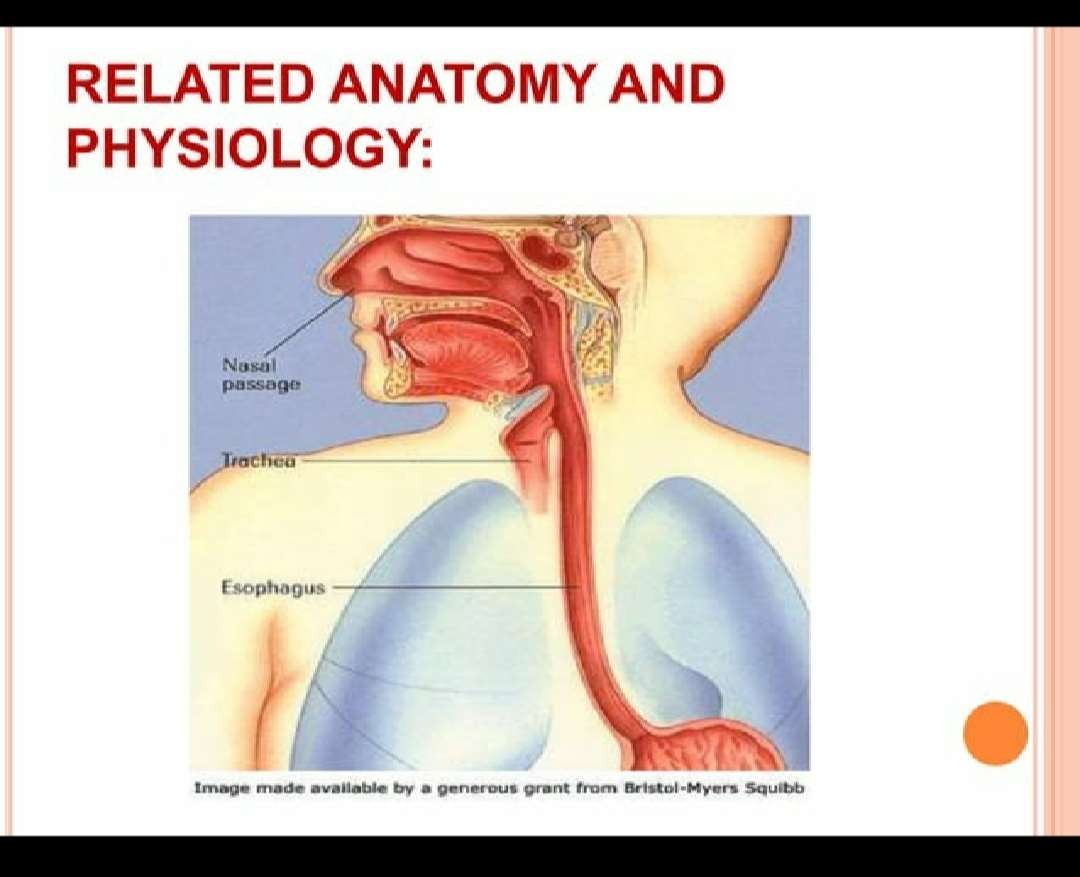 RELATED ANATOMY AND
PHYSIOLOGY:
Nasal
passage
Trachea
Esophagus
Image made available by a generous grant from Bristol-Myers Squibb